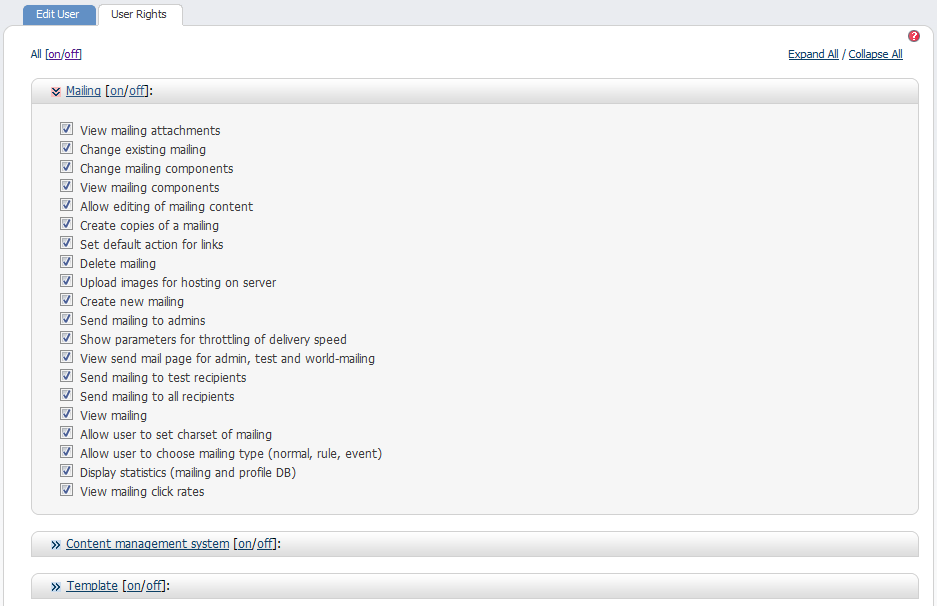 Edit User
User Rights
?
All [on/off]
Expand All / Collapse All
Mailing [on/off]:
View mailing attachments
Change existing mailing
Change mailing components
View mailing components
Allow editing of mailing content
Create copies of a mailing
Set default action for links
Delete mailing
Upload images for hosting on server
Create new mailing
Send mailing to admins
Show parameters for throttling of delivery speed
View send mail page for admin, test and world-mailing
Send mailing to test recipients
Send mailing to all recipients
View mailing
Allow user to set charset of mailing
Allow user to choose mailing type (normal, rule, event)
Display statistics (mailing and profile DB)
View mailing click rates
Content management system [on/off]:
Template [on/off]: